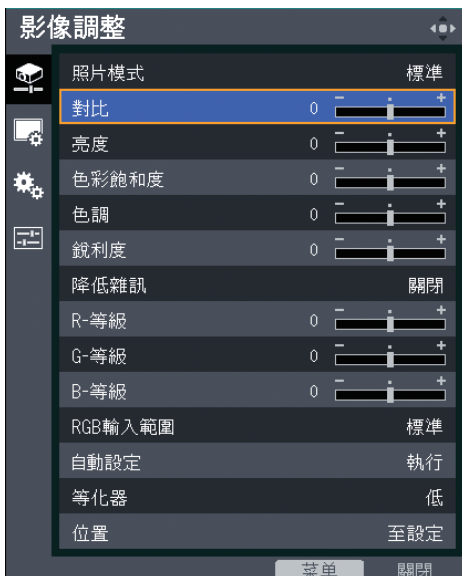 影像調整
照片模式 標準
對比 0 - +
亮度 0 - +
色彩飽和度 0 - +
色調 0 - +
銳利度 0 - +
降低雜訊 關閉
R-等級 0 - +
G-等級 0 - +
B-等級 0 - +
RGB輸入範圍 標準
自動設定 執行
等化器 低
位置 至設定
菜单 關閉